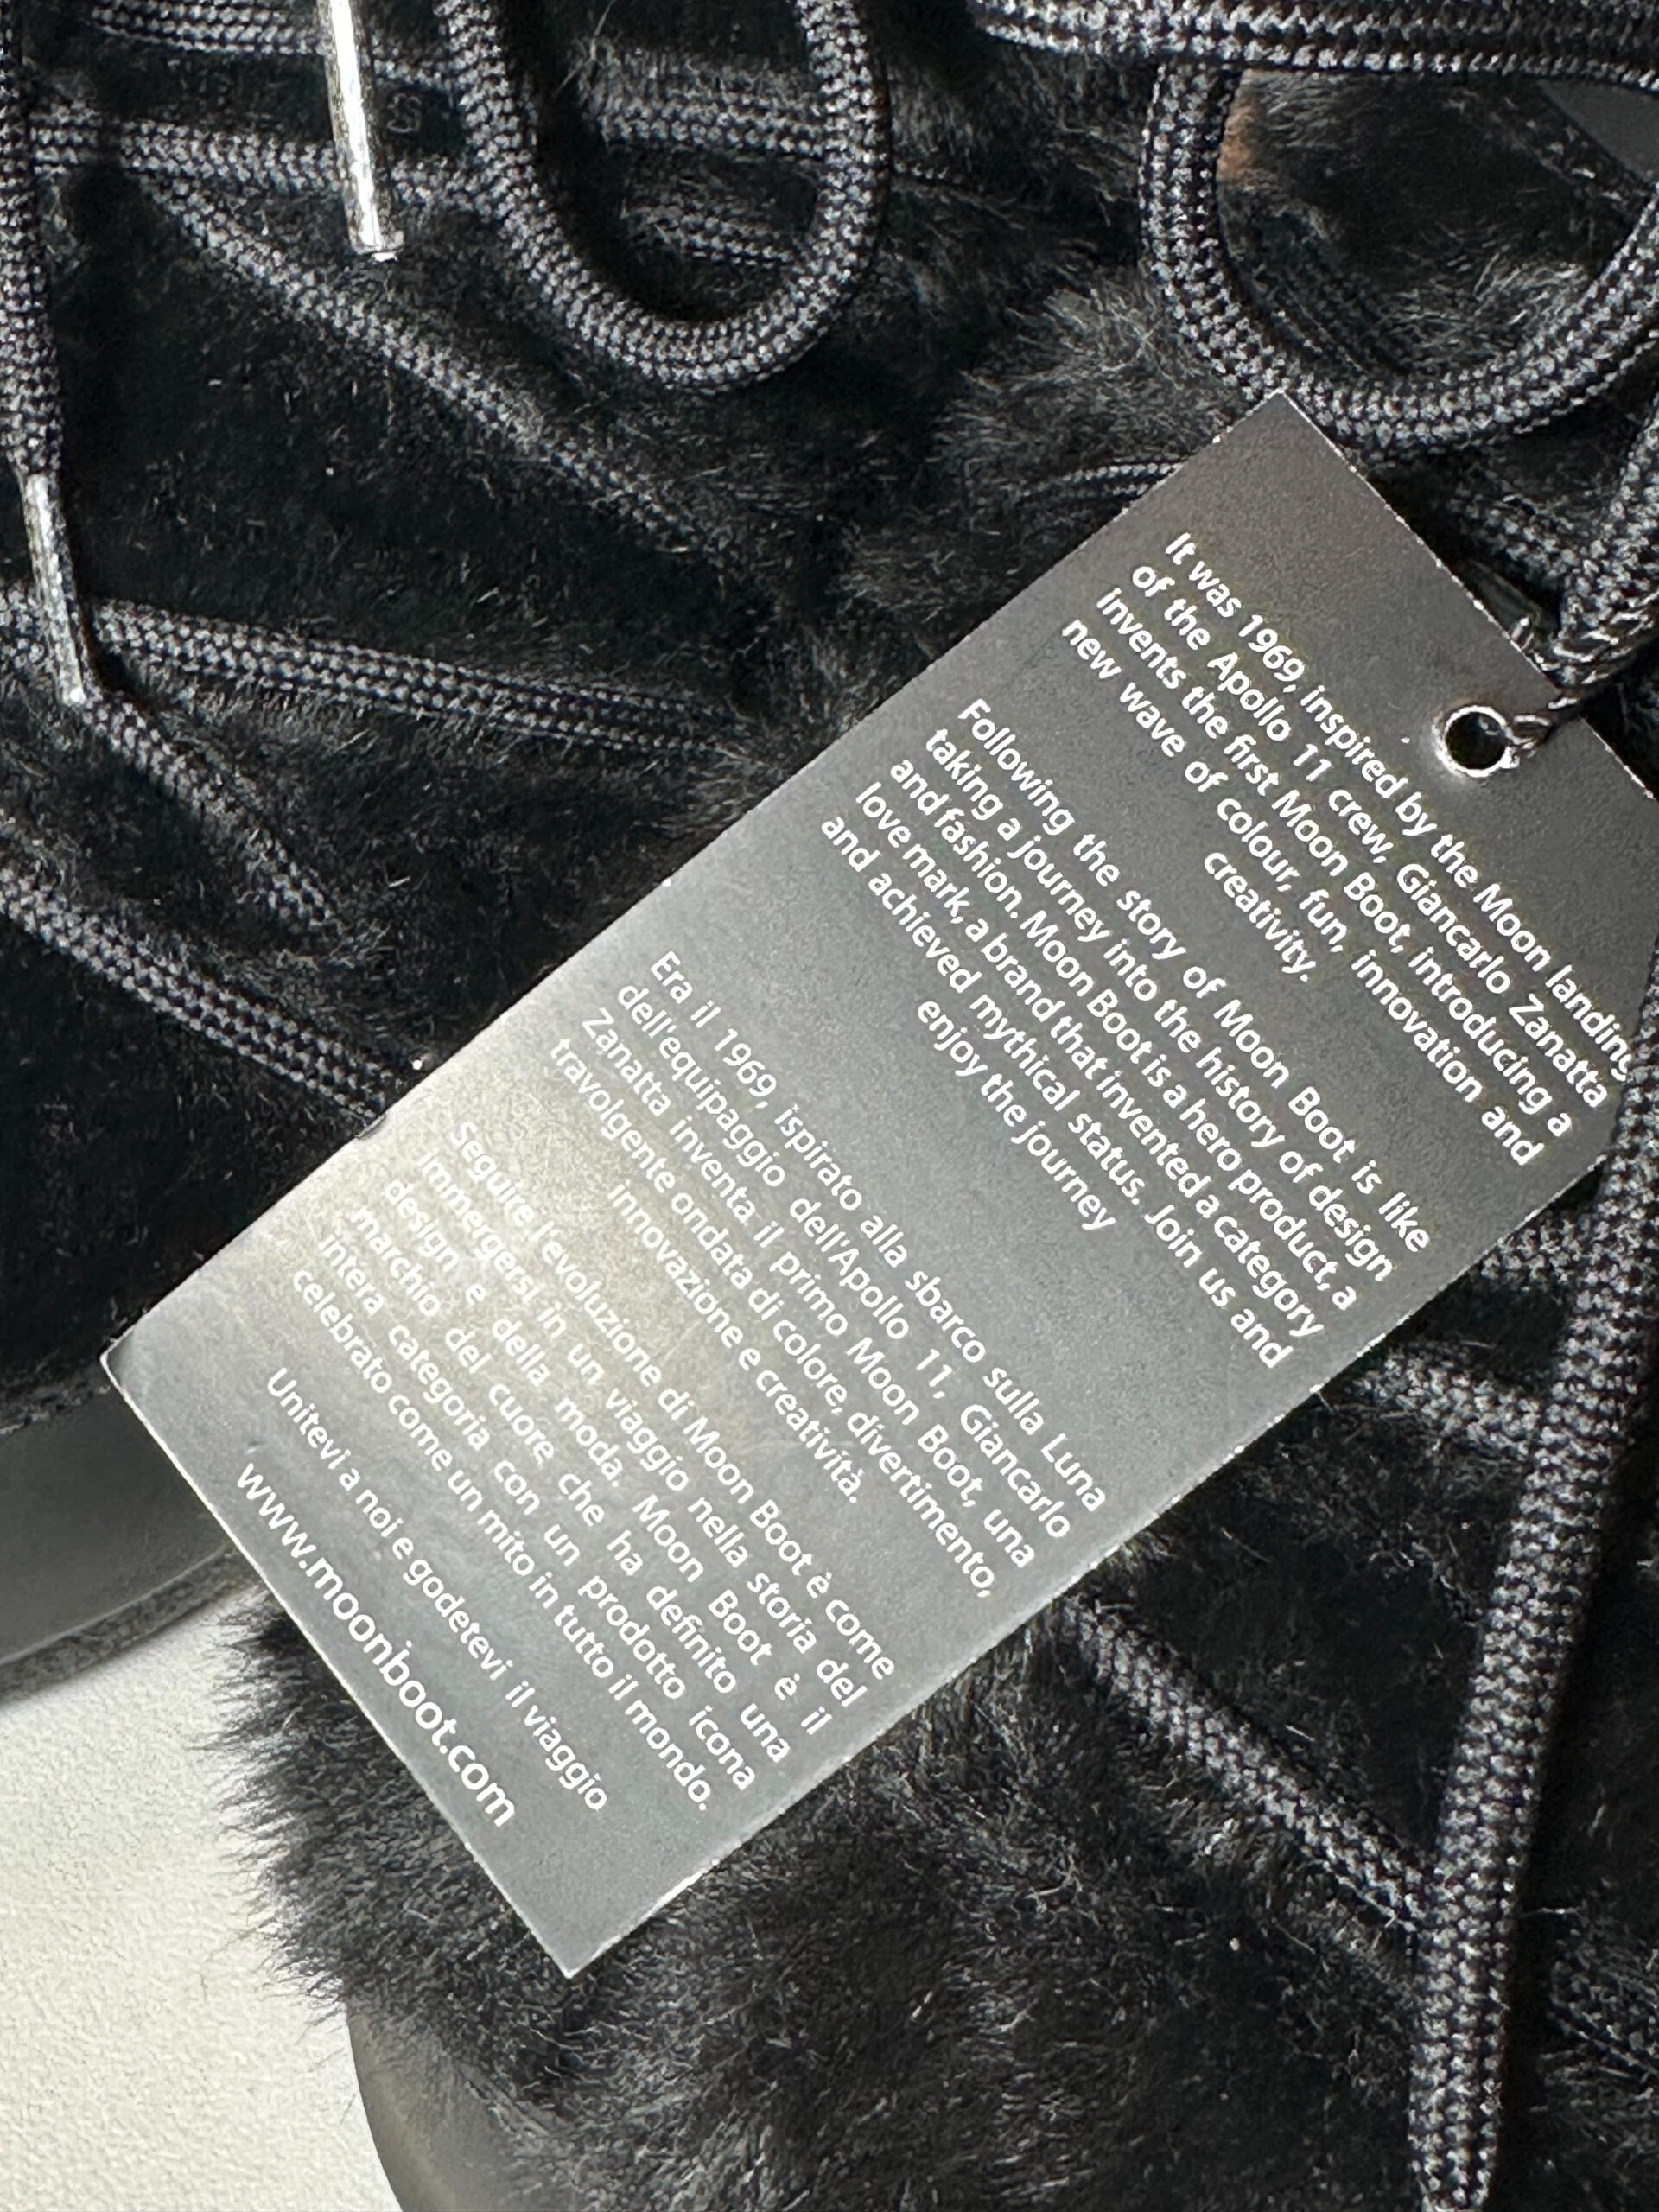 It was 1969, inspired by the Moon landing
of the Apollo 11 crew, Giancarlo Zanatta
invents the first Moon Boot, introducing a
new wave of colour, fun, innovation and
creativity.
Following the story of Moon Boot is like
taking a journey into the history of design
and fashion. Moon Boot is a hero product, a
love mark, a brand that invented a category
and achieved mythical status. Join us and
enjoy the journey
Era il 1969, ispirato alla sbarco sulla Luna
dell'equipaggio dell'Apollo 11, Giancarlo
Zanatta inventa il primo Moon Boot, una
travolgente ondata di colore, divertimento,
innovazione e creatività.
Seguire l'evoluzione di Moon Boot è come
immergersi in un viaggio nella storia del
design e della moda. Moon Boot è il
marchio del cuore che ha definito una
intera categoria con un prodotto icona
celebrato come un mito in tutto il mondo.
Unitevi a noi e godetevi il viaggio
www.moonboot.com